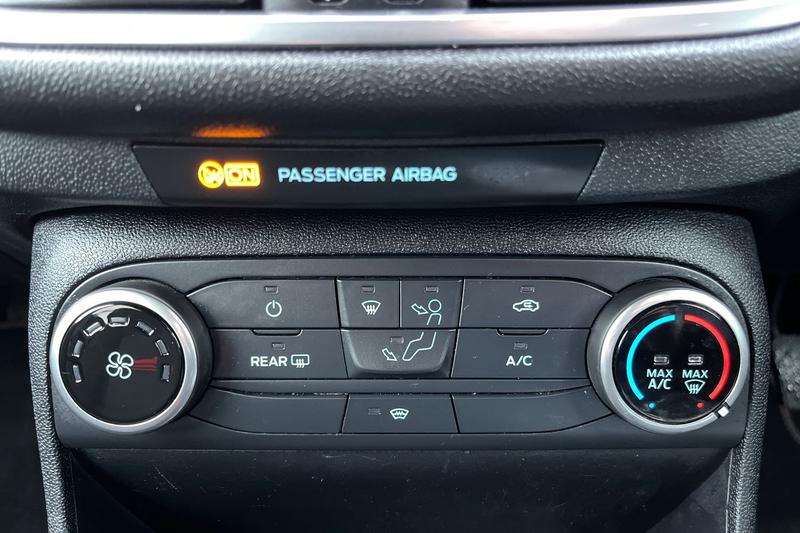 ON PASSENGER AIRBAG
REAR
A/C
MAX
A/C
MAX